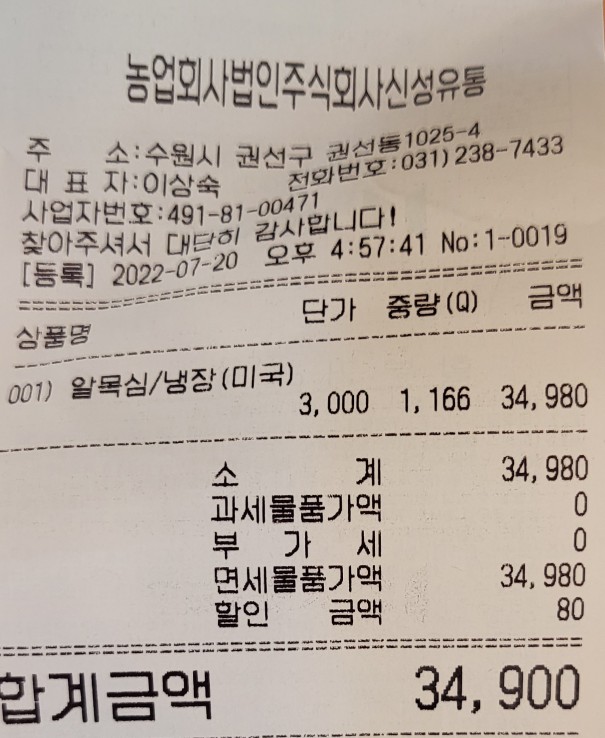 농업회사법인주식회사신성유통
주 소:수원시 권선구 권선동1025-4
대 표 자:이상숙 전화번호:031)238-7433
사업자번호:491-81-00471
찾아주셔서 대단히 감사합니다!
[등록] 2022-07-20 오후 4:57:41 No:1-0019
상품명 단가 중량(Q) 금액
001) 알목심/냉장(미국)
3,000 1,166 34,980
소 계 34,980
과세물품가액 0
부 가 세 0
면세물품가액 34,980
할인 금액 80
합계금액 34,900